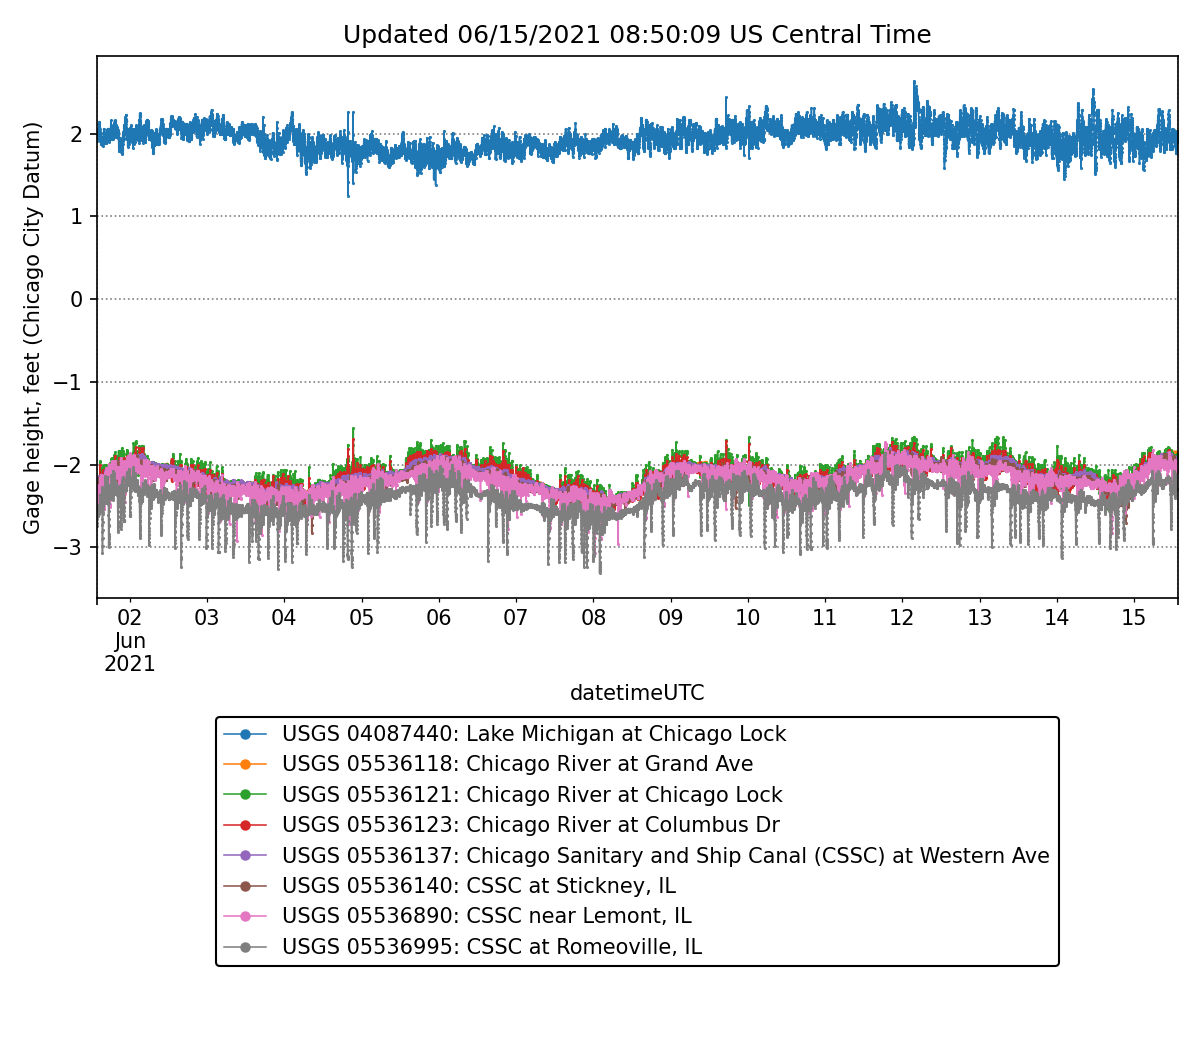 Updated 06/15/2021 08:50:09 US Central Time
Gage height, feet (Chicago City Datum)
2
1
0
−1
−2
−3
02 03 04 05 06 07 08 09 10 11 12 13 14 15
Jun
2021
datetimeUTC
USGS 04087440: Lake Michigan at Chicago Lock
USGS 05536118: Chicago River at Grand Ave
USGS 05536121: Chicago River at Chicago Lock
USGS 05536123: Chicago River at Columbus Dr
USGS 05536137: Chicago Sanitary and Ship Canal (CSSC) at Western Ave
USGS 05536140: CSSC at Stickney, IL
USGS 05536890: CSSC near Lemont, IL
USGS 05536995: CSSC at Romeoville, IL